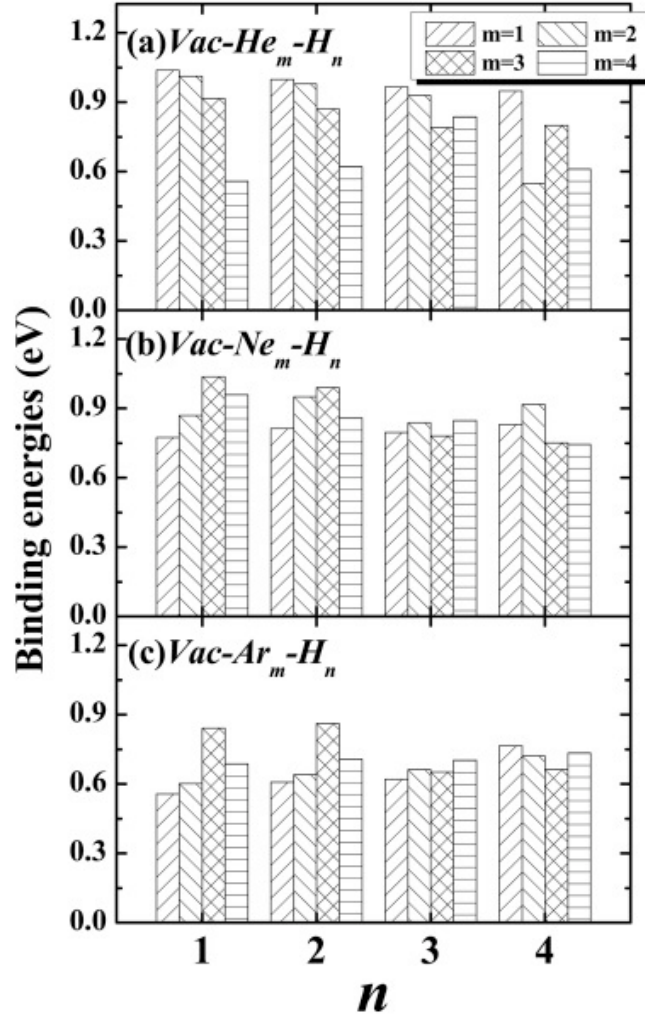 (a) Vac-Heₘ-Hₙ
m=1 m=2
m=3 m=4
1.2
0.9
0.6
0.3
0.0
(b) Vac-Neₘ-Hₙ
1.2
0.9
0.6
0.3
0.0
(c) Vac-Arₘ-Hₙ
1.2
0.9
0.6
0.3
0.0
Binding energies (eV)
1 2 3 4
n